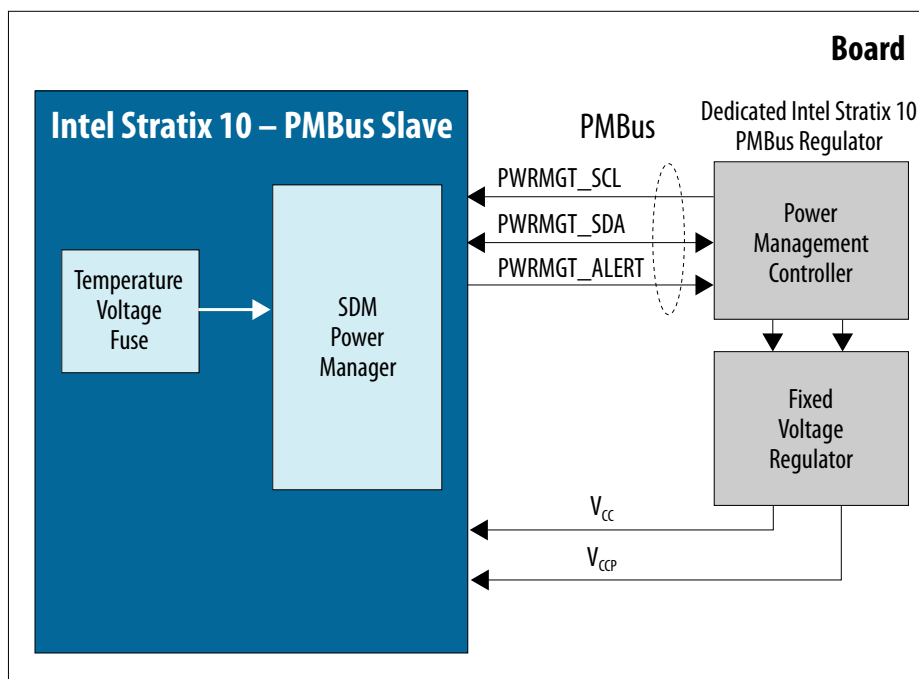 Board
Intel Stratix 10 – PMBus Slave
PMBus
Dedicated Intel Stratix 10
PMBus Regulator
PWRMGT_SCL
PWRMGT_SDA
PWRMGT_ALERT
Temperature
Voltage
Fuse
SDM
Power
Manager
Power
Management
Controller
Fixed
Voltage
Regulator
VCC
VCCP